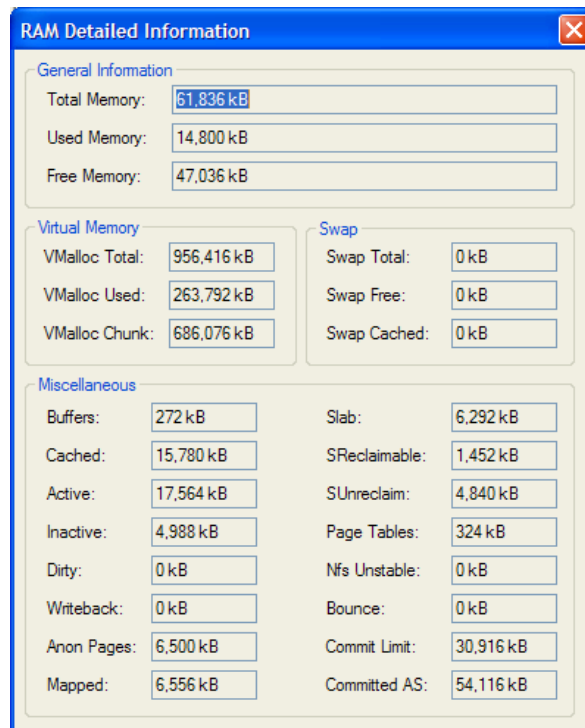 RAM Detailed Information
General Information
Total Memory: 61,836 kB
Used Memory: 14,800 kB
Free Memory: 47,036 kB
Virtual Memory
VMalloc Total: 956,416 kB
VMalloc Used: 263,792 kB
VMalloc Chunk: 686,076 kB
Swap
Swap Total: 0 kB
Swap Free: 0 kB
Swap Cached: 0 kB
Miscellaneous
Buffers: 272 kB
Cached: 15,780 kB
Active: 17,564 kB
Inactive: 4,988 kB
Dirty: 0 kB
Writeback: 0 kB
Anon Pages: 6,500 kB
Mapped: 6,556 kB
Slab: 6,292 kB
SReclaimable: 1,452 kB
SUnreclaim: 4,840 kB
Page Tables: 324 kB
Nfs Unstable: 0 kB
Bounce: 0 kB
Commit Limit: 30,916 kB
Committed AS: 54,116 kB